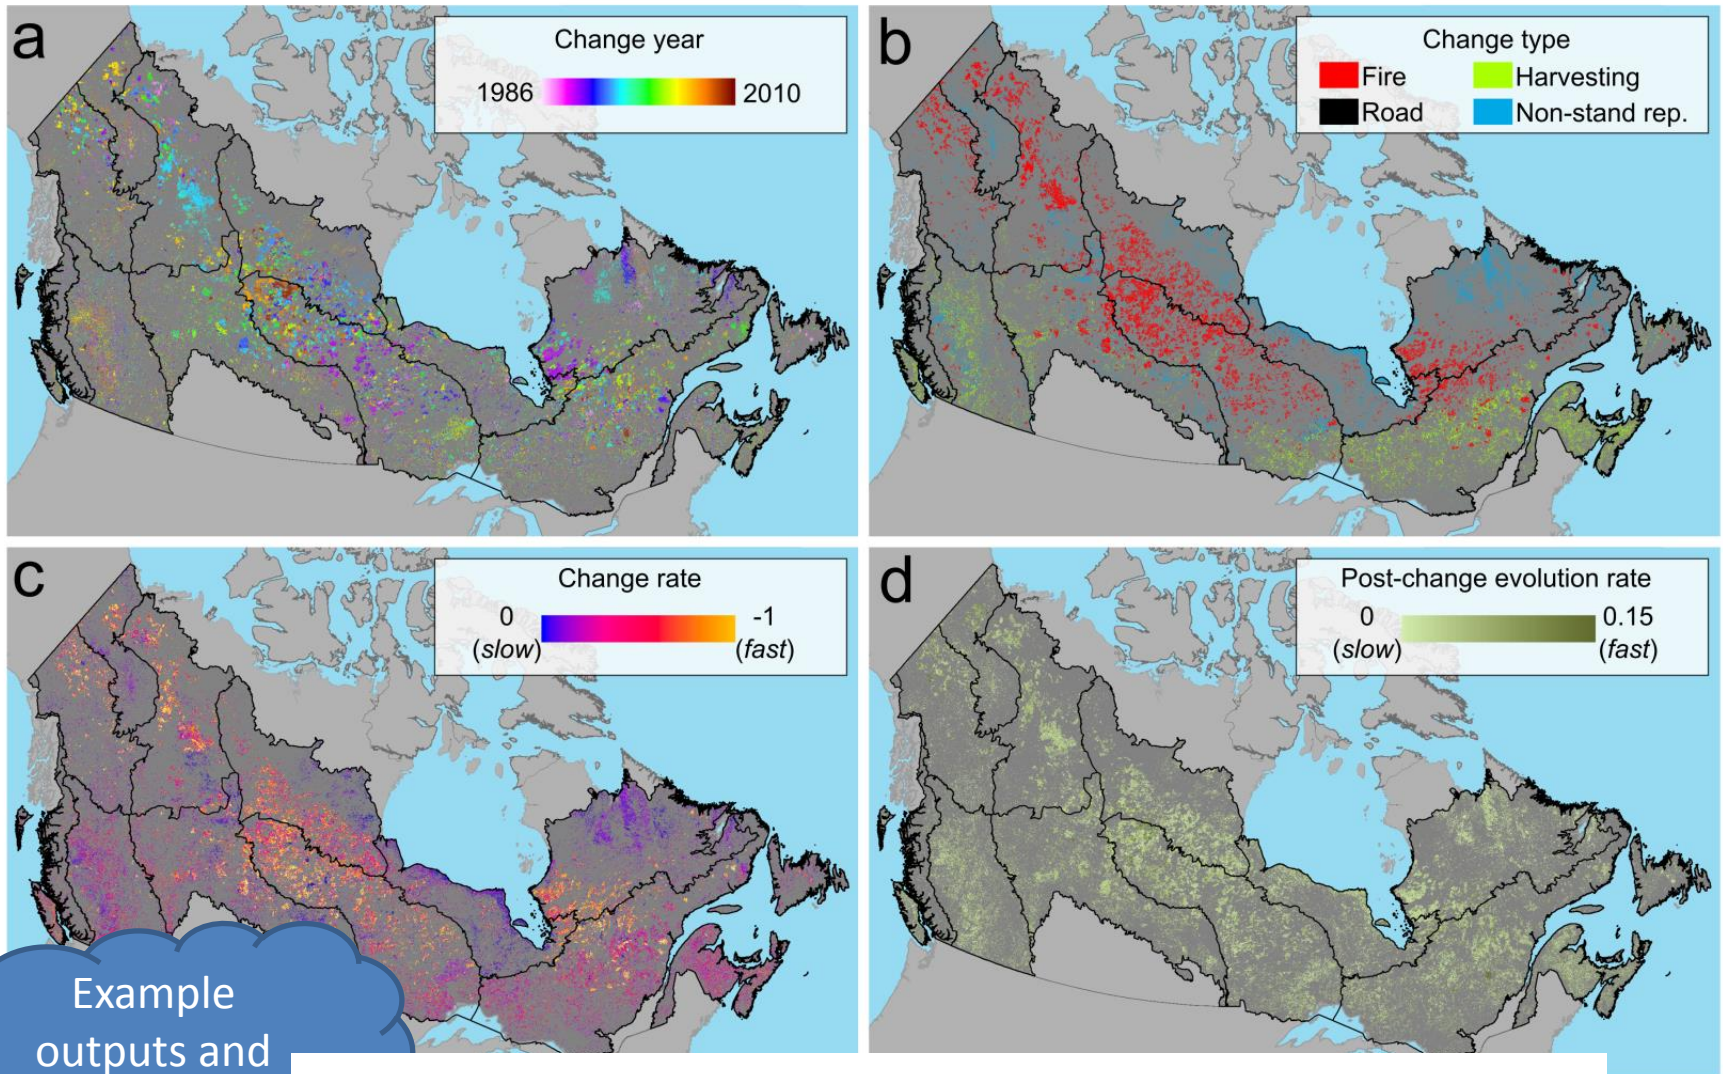 a
Change year
1986
2010
b
Change type
Fire
Harvesting
Road
Non-stand rep.
c
Change rate
0
-1
(slow)
(fast)
d
Post-change evolution rate
0
0.15
(slow)
(fast)
Example
outputs and